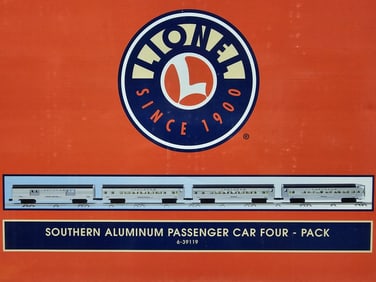 LIONEL
L
SINCE 1900
®
SOUTHERN ALUMINUM PASSENGER CAR FOUR - PACK
6-39119